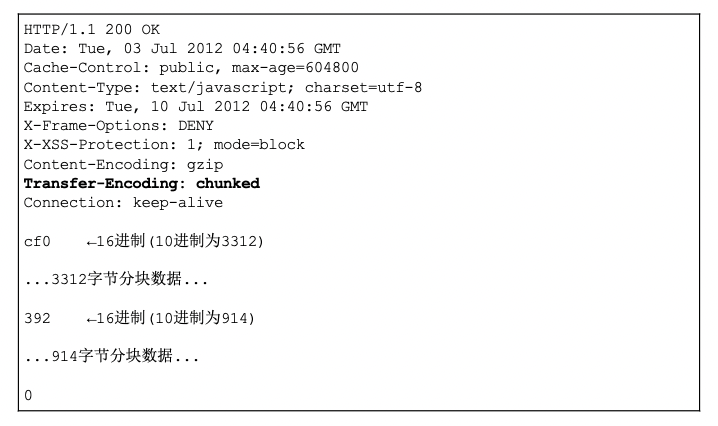 HTTP/1.1 200 OK
Date: Tue, 03 Jul 2012 04:40:56 GMT
Cache-Control: public, max-age=604800
Content-Type: text/javascript; charset=utf-8
Expires: Tue, 10 Jul 2012 04:40:56 GMT
X-Frame-Options: DENY
X-XSS-Protection: 1; mode=block
Content-Encoding: gzip
Transfer-Encoding: chunked
Connection: keep-alive
cf0 ←16进制(10进制为3312)
...3312字节分块数据...
392 ←16进制(10进制为914)
...914字节分块数据...
0